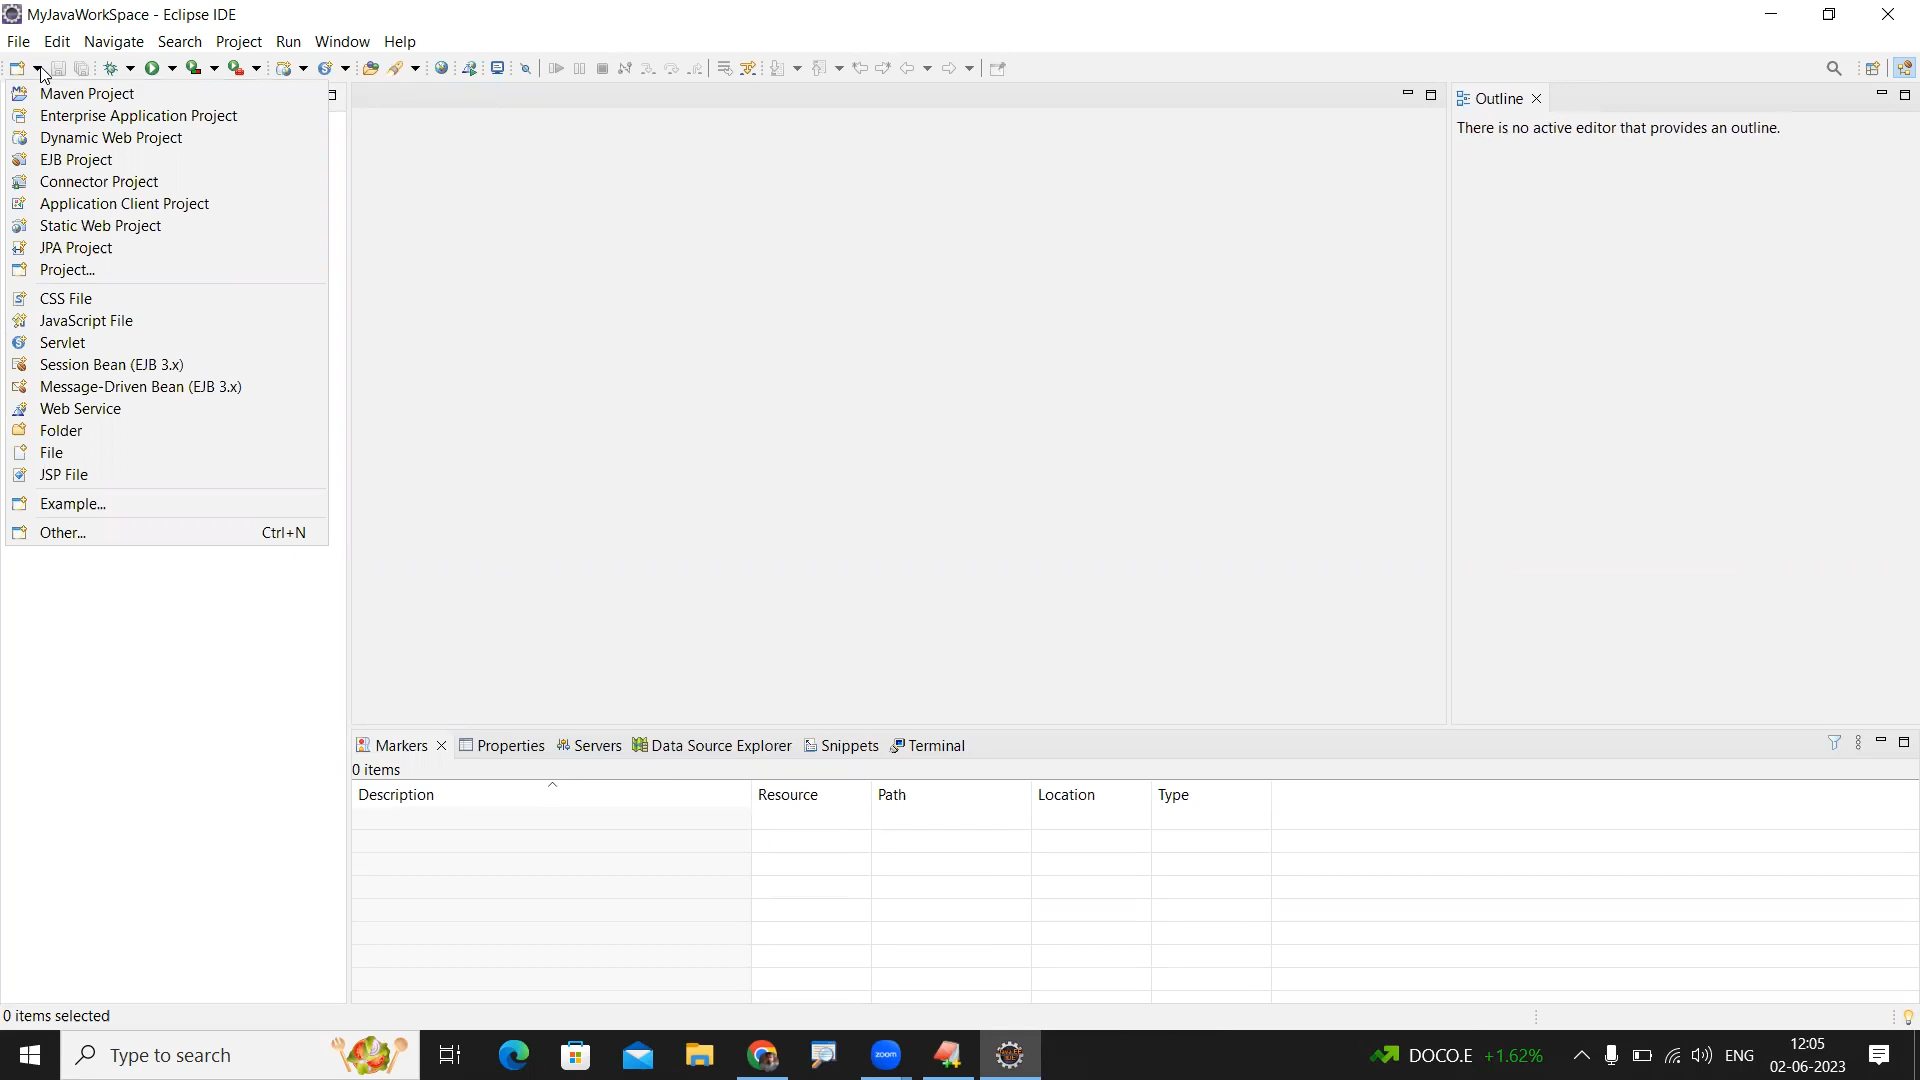 MyJavaWorkSpace - Eclipse IDE
File Edit Navigate Search Project Run Window Help
Maven Project
Enterprise Application Project
Dynamic Web Project
EJB Project
Connector Project
Application Client Project
Static Web Project
JPA Project
Project...
CSS File
JavaScript File
Servlet
Session Bean (EJB 3.x)
Message-Driven Bean (EJB 3.x)
Web Service
Folder
File
JSP File
Example...
Other... Ctrl+N
Outline
There is no active editor that provides an outline.
Markers Properties Servers Data Source Explorer Snippets Terminal
0 items
Description Resource Path Location Type
0 items selected
Type to search
zoom
DOCO.E +1.62%
ENG
12:05
02-06-2023